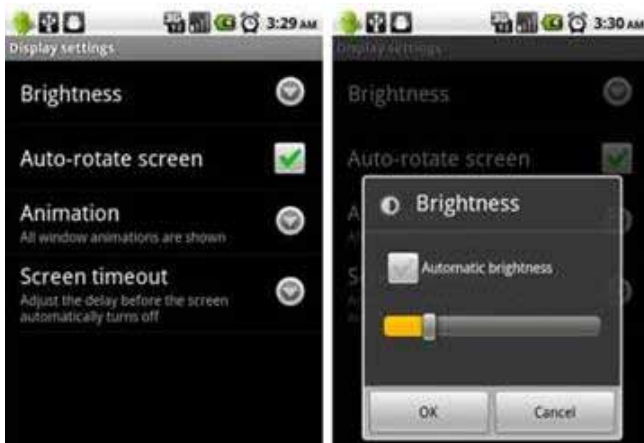 3:29 AM
Display settings
Brightness
Auto-rotate screen
Animation
All window animations are shown
Screen timeout
Adjust the delay before the screen
automatically turns off
3:30 AM
Display settings
Brightness
Auto-rotate screen
Brightness
Automatic brightness
OK
Cancel